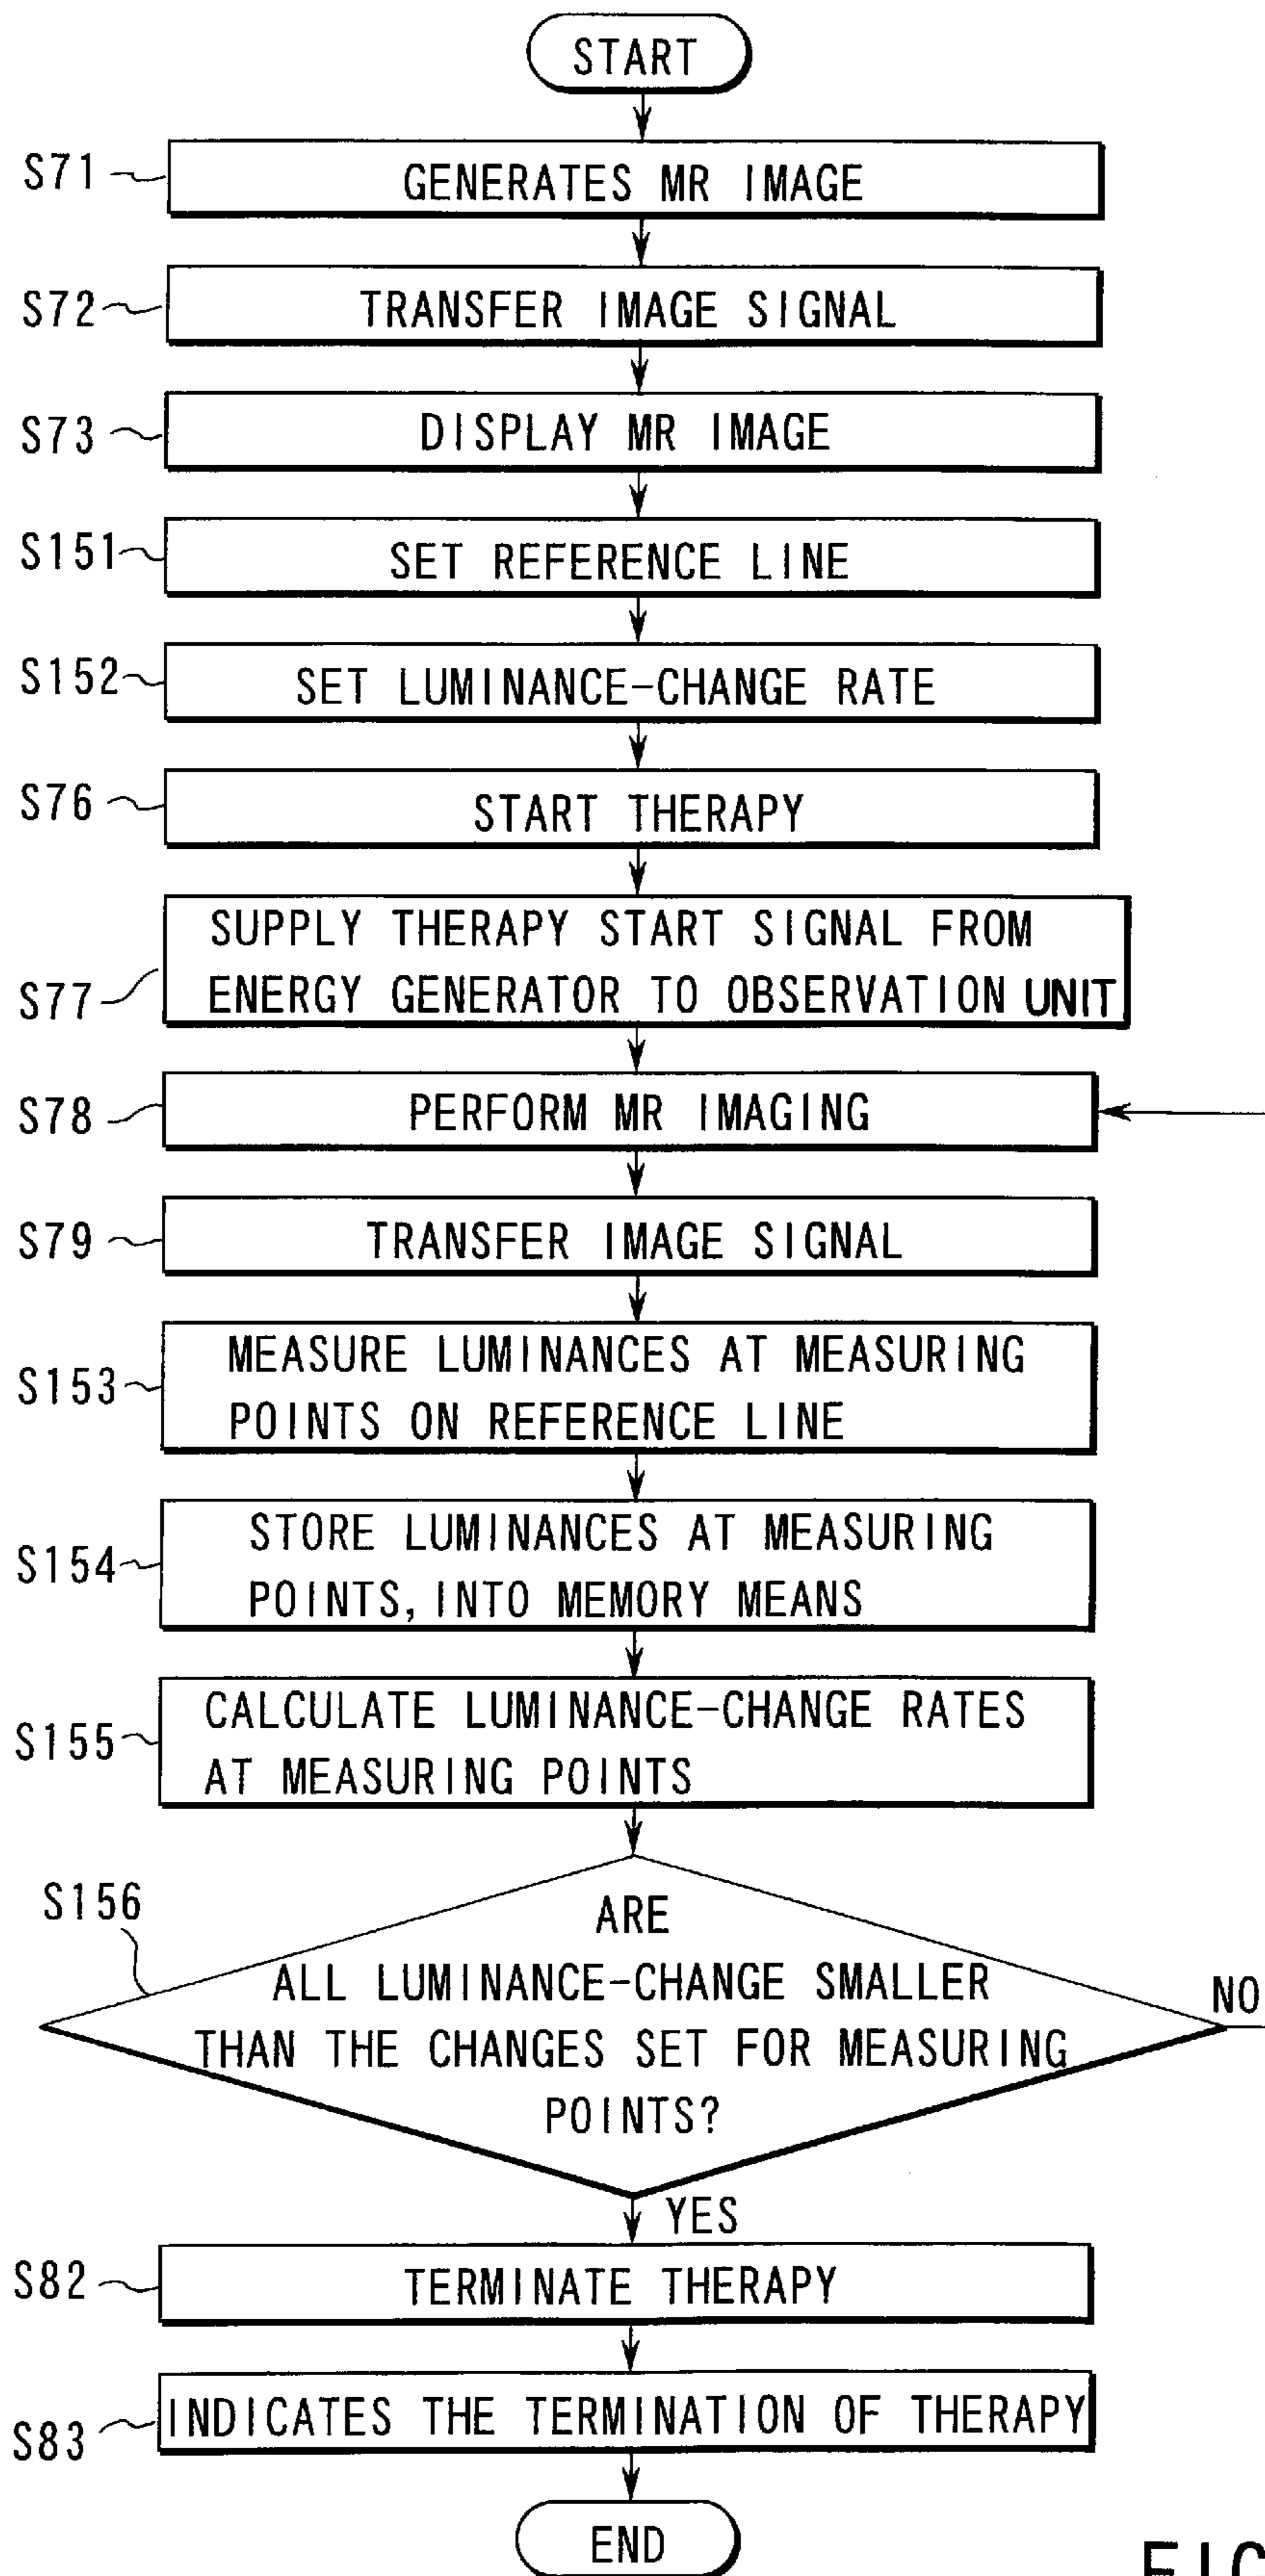 START
S71
GENERATES MR IMAGE
S72
TRANSFER IMAGE SIGNAL
S73
DISPLAY MR IMAGE
S151
SET REFERENCE LINE
S152
SET LUMINANCE-CHANGE RATE
S76
START THERAPY
S77
SUPPLY THERAPY START SIGNAL FROM
ENERGY GENERATOR TO OBSERVATION UNIT
S78
PERFORM MR IMAGING
S79
TRANSFER IMAGE SIGNAL
S153
MEASURE LUMINANCES AT MEASURING
POINTS ON REFERENCE LINE
S154
STORE LUMINANCES AT MEASURING
POINTS, INTO MEMORY MEANS
S155
CALCULATE LUMINANCE-CHANGE RATES
AT MEASURING POINTS
S156
ARE
ALL LUMINANCE-CHANGE SMALLER
THAN THE CHANGES SET FOR MEASURING
POINTS?
NO
YES
S82
TERMINATE THERAPY
S83
INDICATES THE TERMINATION OF THERAPY
END
FIG